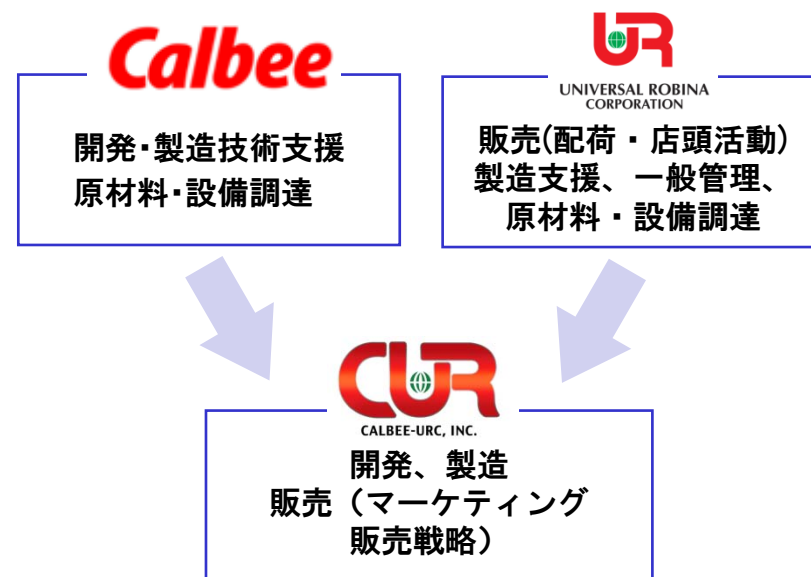 Calbee
開発・製造技術支援
原材料・設備調達
UR
UNIVERSAL ROBINA
CORPORATION
販売(配荷・店頭活動)
製造支援、一般管理、
原材料・設備調達
CUR
CALBEE-URC, INC.
開発、製造
販売（マーケティング
販売戦略）